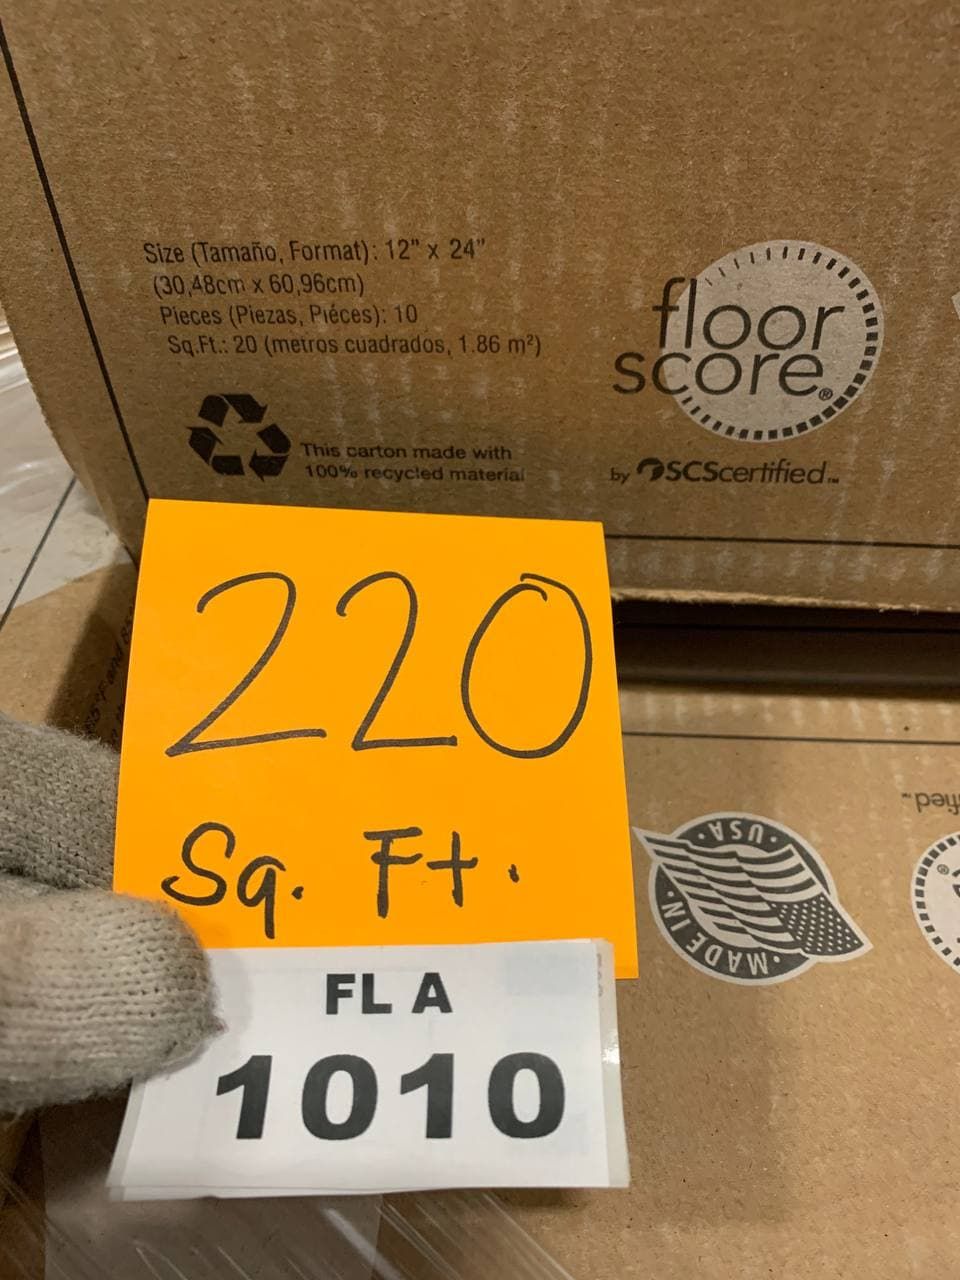 Size (Tamaño, Format): 12" x 24"
(30,48cm x 60,96cm)
Pieces (Piezas, Piéces): 10
Sq.Ft.: 20 (metros cuadrados, 1.86 m²)
floor
score®
This carton made with
100% recycled material
by SCScertified™
220
Sq. Ft.
FL A
1010
MADE IN
USA